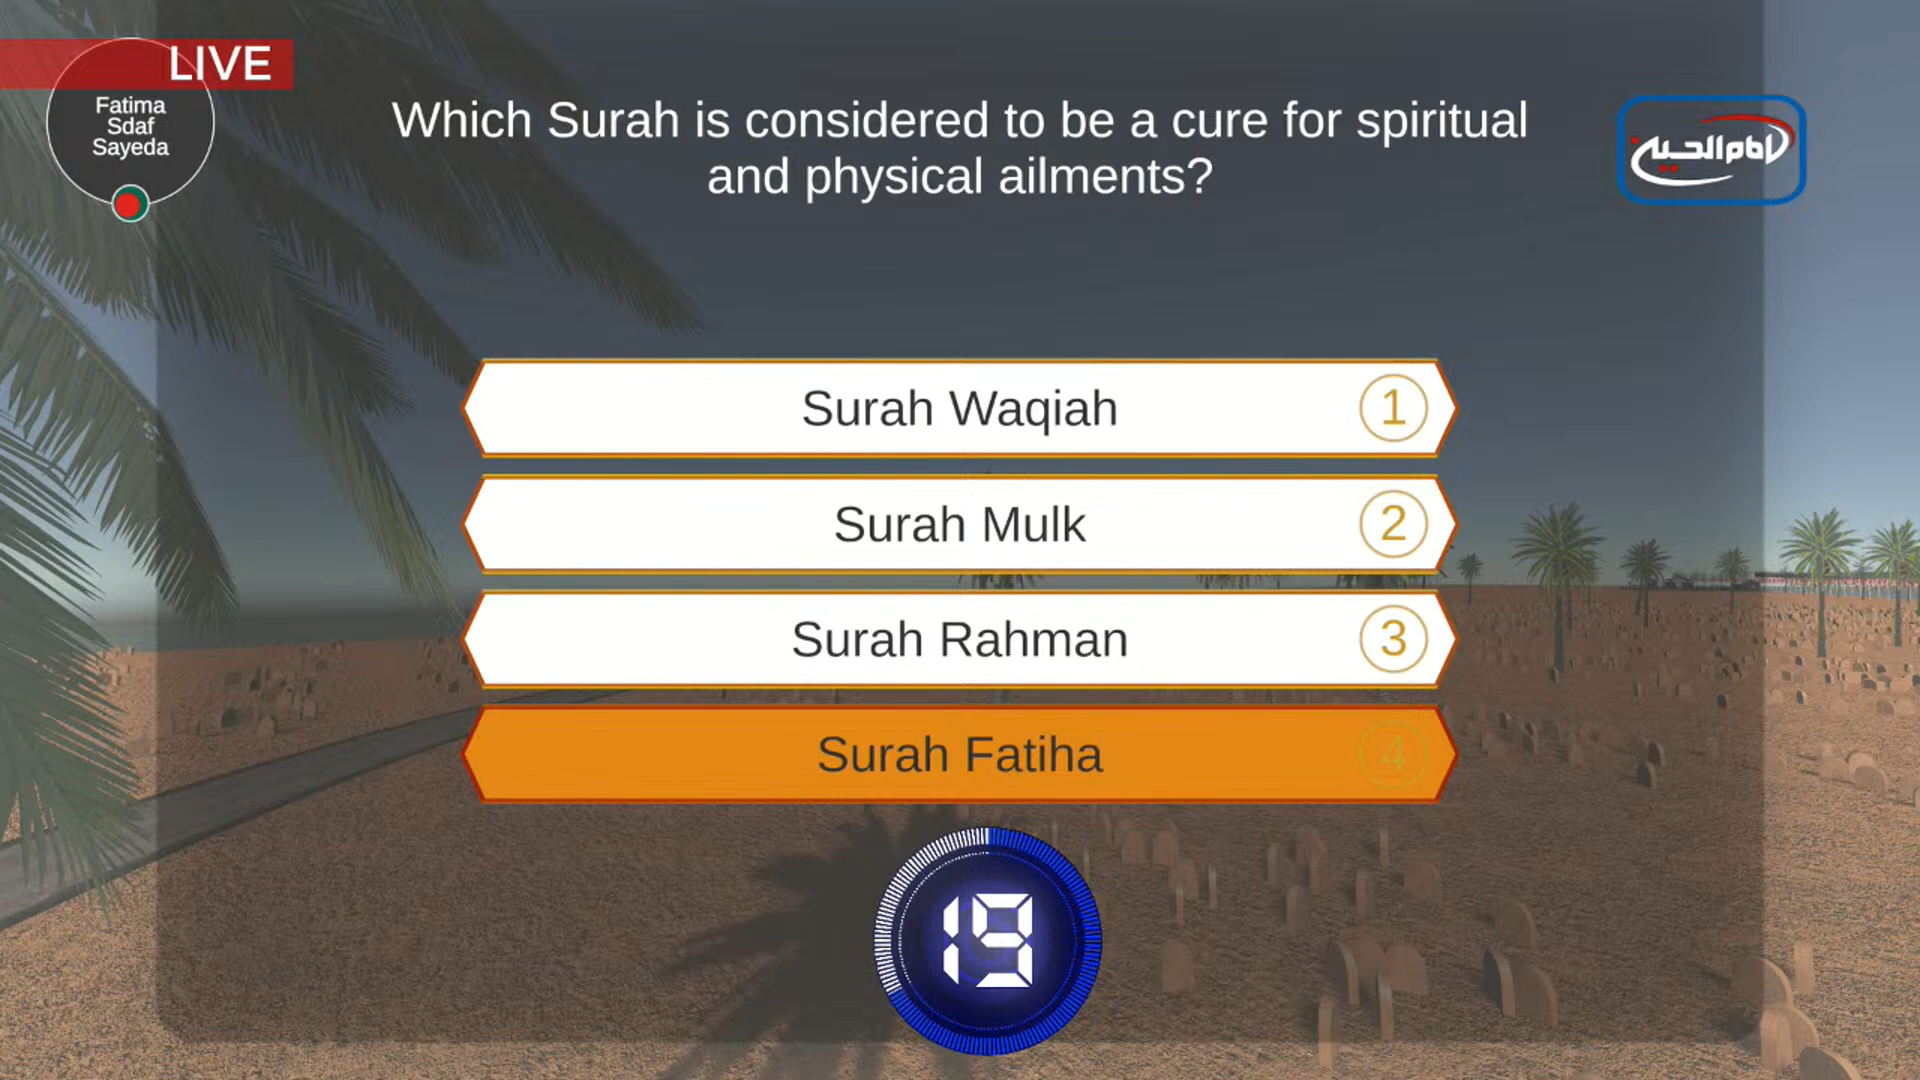 LIVE
Fatima
Sdaf
Sayeda
Which Surah is considered to be a cure for spiritual
and physical ailments?
Surah Waqiah
1
Surah Mulk
2
Surah Rahman
3
Surah Fatiha
4
19